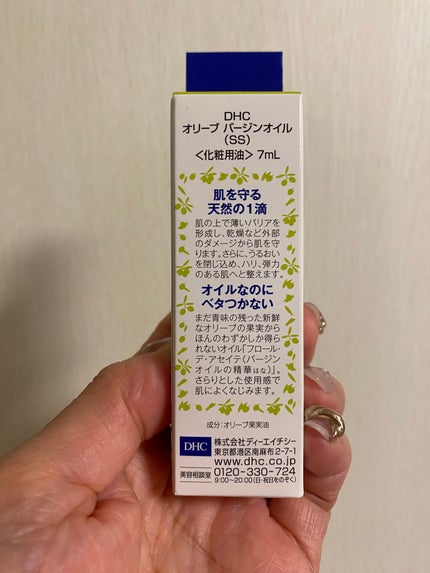 DHC
オリーブ バージンオイル
(SS)
＜化粧用油＞ 7mL
肌を守る
天然の1滴
肌の上で薄いバリアを
形成し、乾燥など外部
のダメージから肌を守
ります。さらに、うるおい
を閉じ込め、ハリ、弾力
のある肌へと整えます。
オイルなのに
ベタつかない
まだ青味の残った新鮮
なオリーブの果実から
ほんのわずかしか得ら
れないオイル「フロール・
デ・アセイテ(バージン
オイルの精華はな)」。
さらりとした使用感で
肌によくなじみます。
成分：オリーブ果実油
DHC 株式会社ディーエイチシー
東京都港区南麻布2-7-1
www.dhc.co.jp
美容相談室 0120-330-724
9:00〜20:00(日・祝日をのぞく)